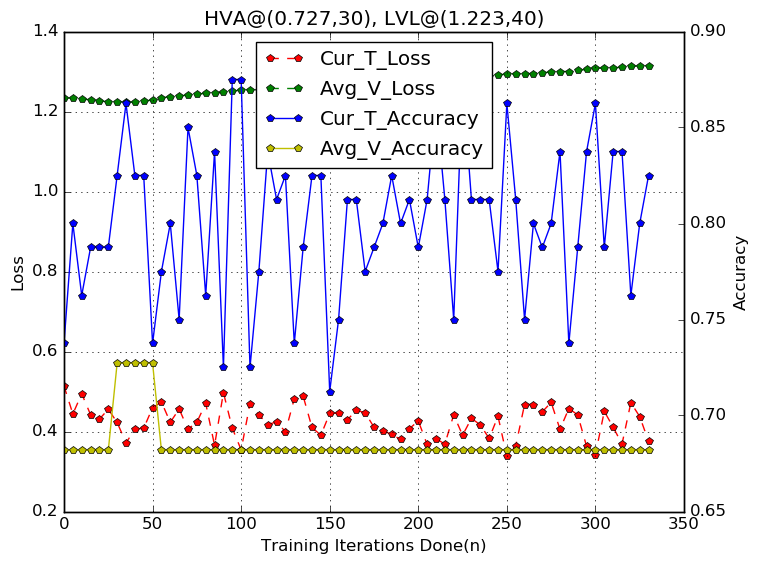 HVA@(0.727,30), LVL@(1.223,40)
1.4
1.2
1.0
0.8
0.6
0.4
0.2
Loss
Cur_T_Loss
Avg_V_Loss
Cur_T_Accuracy
Avg_V_Accuracy
0.90
0.85
0.80
0.75
0.70
0.65
Accuracy
0 50 100 150 200 250 300 350
Training Iterations Done(n)